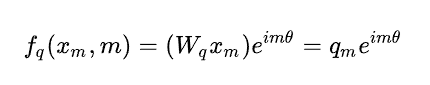 f_q(x_m, m) = (W_q x_m)e^{imθ} = q_m e^{imθ}